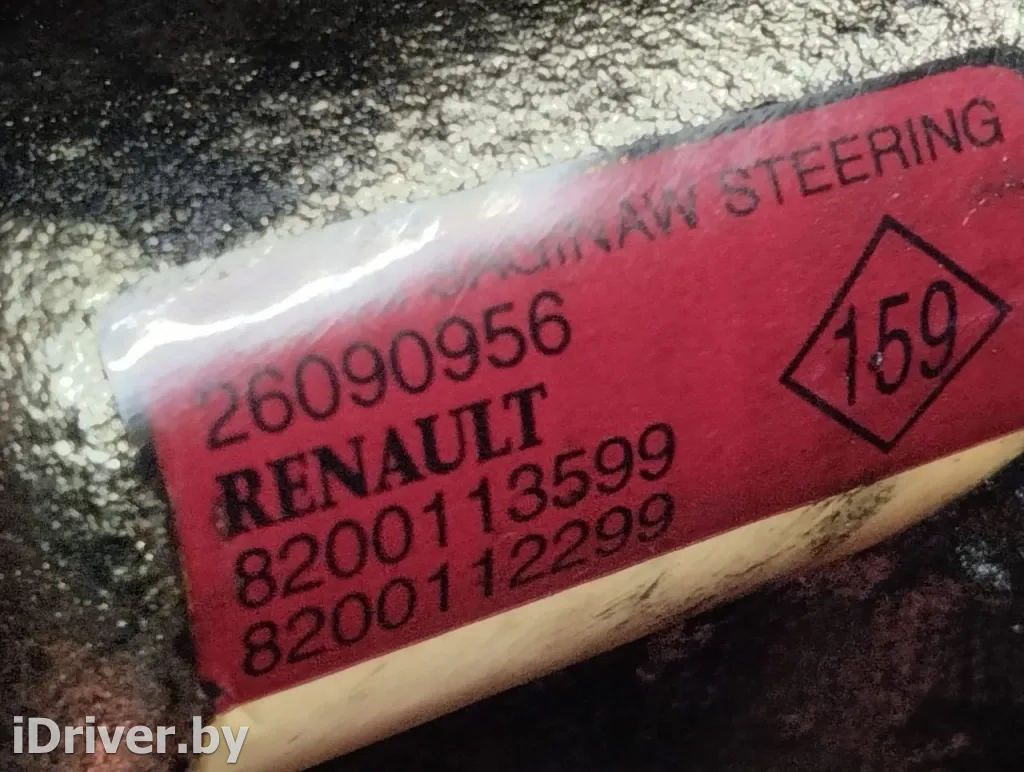 SAGINAW STEERING
159
26090956
RENAULT
8200113599
8200112299
iDriver.by